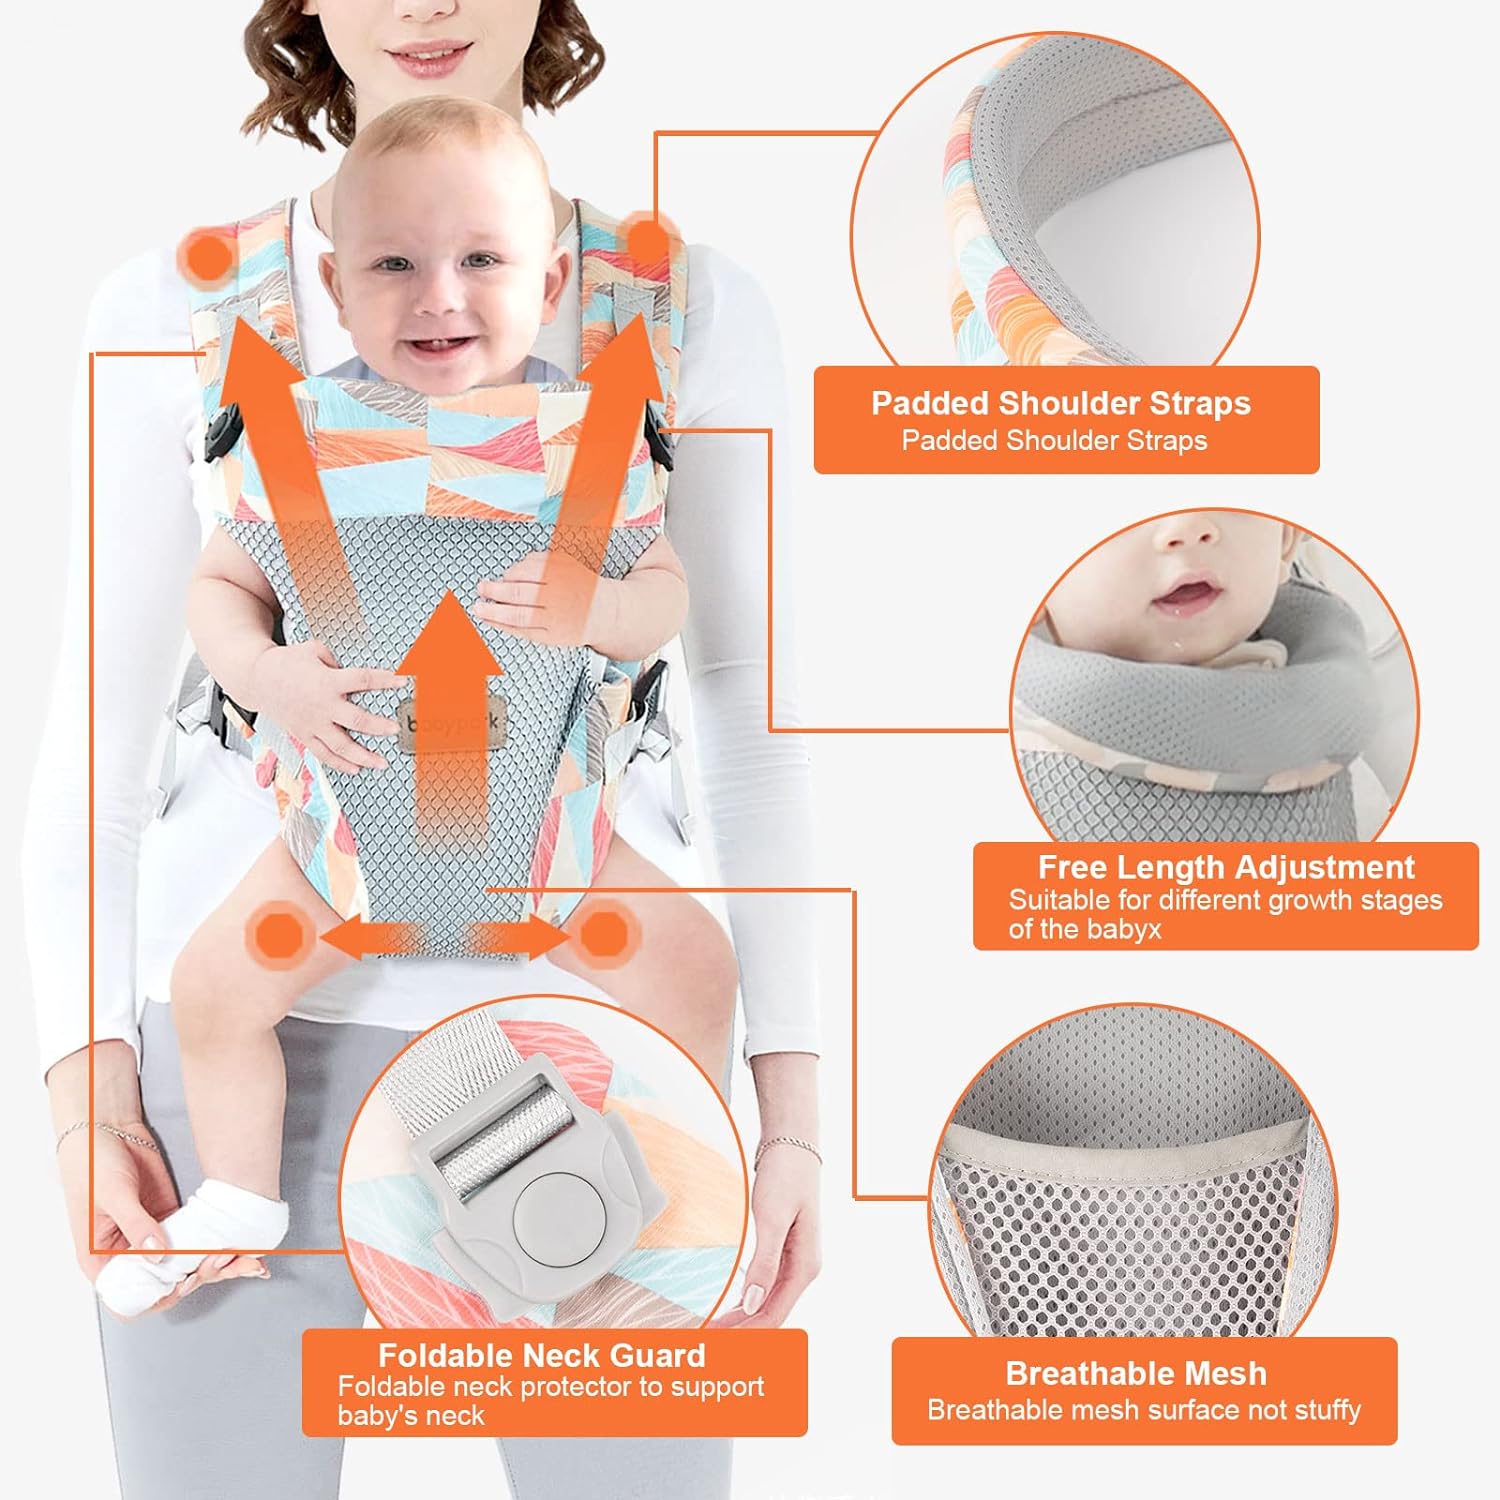 Padded Shoulder Straps
Padded Shoulder Straps
babypark
Free Length Adjustment
Suitable for different growth stages
of the babyx
Foldable Neck Guard
Foldable neck protector to support
baby's neck
Breathable Mesh
Breathable mesh surface not stuffy